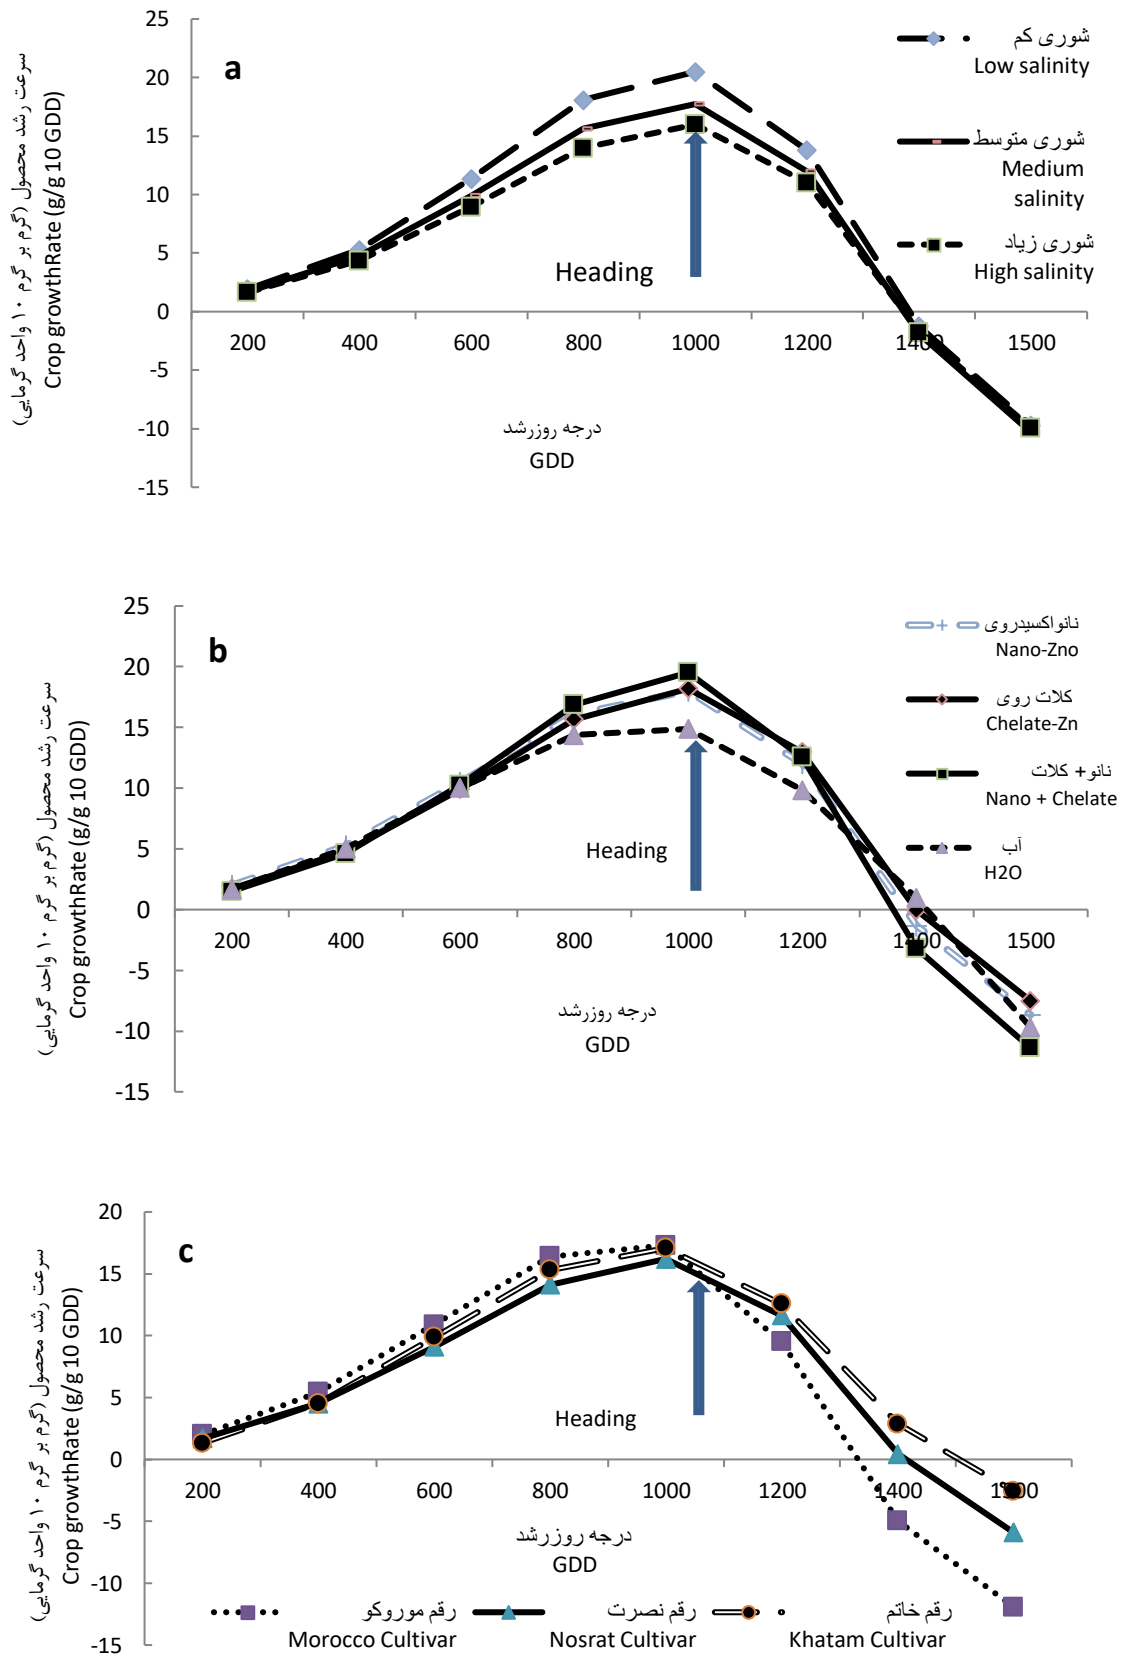 25
20
15
10
5
0
-5
-10
-15
سرعت رشد محصول (گرم بر گرم ۱۰ واحد گرمایی)
Crop growthRate (g/g 10 GDD)
a
شوری کم
Low salinity
شوری متوسط
Medium
salinity
شوری زیاد
High salinity
Heading
200 400 600 800 1000 1200 1400 1500
درجه روزرشد
GDD
25
20
15
10
5
0
-5
-10
-15
سرعت رشد محصول (گرم بر گرم ۱۰ واحد گرمایی)
Crop growthRate (g/g 10 GDD)
b
نانواکسیدروی
Nano-Zno
کلات روی
Chelate-Zn
نانو+ کلات
Nano + Chelate
آب
H2O
Heading
200 400 600 800 1000 1200 1400 1500
درجه روزرشد
GDD
20
15
10
5
0
-5
-10
-15
سرعت رشد محصول (گرم بر گرم ۱۰ واحد گرمایی)
Crop growthRate (g/g 10 GDD)
c
Heading
200 400 600 800 1000 1200 1400 1500
درجه روزرشد
GDD
رقم موروکو
Morocco Cultivar
رقم نصرت
Nosrat Cultivar
رقم خاتم
Khatam Cultivar